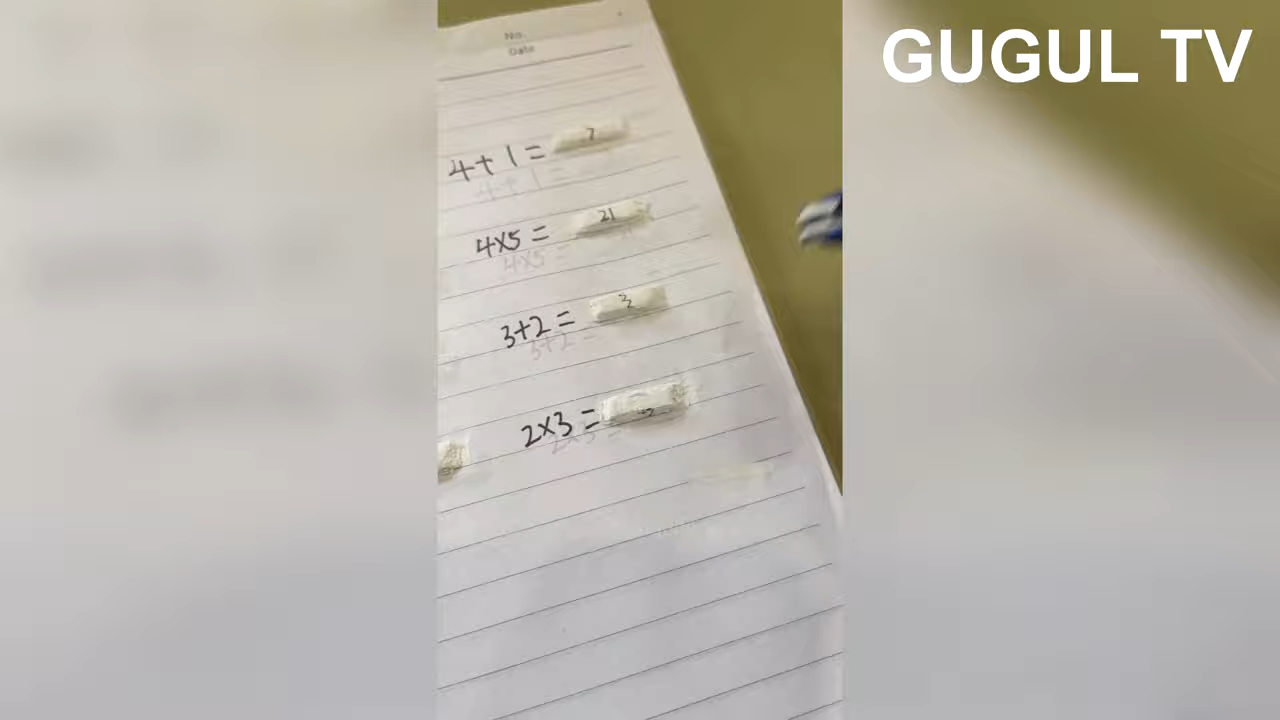 GUGUL TV
No.
Date
4+1= 7
4x5= 21
3+2= 3
2x3=